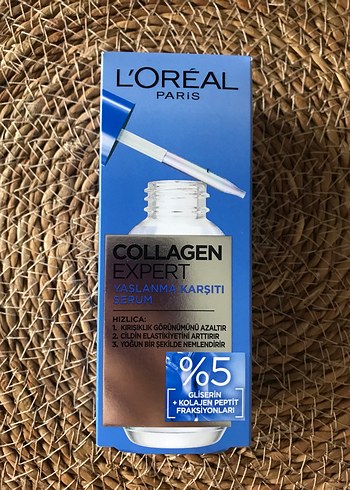 L'ORÉAL
PARIS
COLLAGEN
EXPERT
YAŞLANMA KARŞITI
SERUM
HIZLICA:
1. KIRIŞIKLIK GÖRÜNÜMÜNÜ AZALTIR
2. CİLDİN ELASTİKİYETİNİ ARTTIRIR
3. YOĞUN BİR ŞEKİLDE NEMLENDİRİR
%5
GLİSERİN
+ KOLAJEN PEPTİT
FRAKSİYONLARI